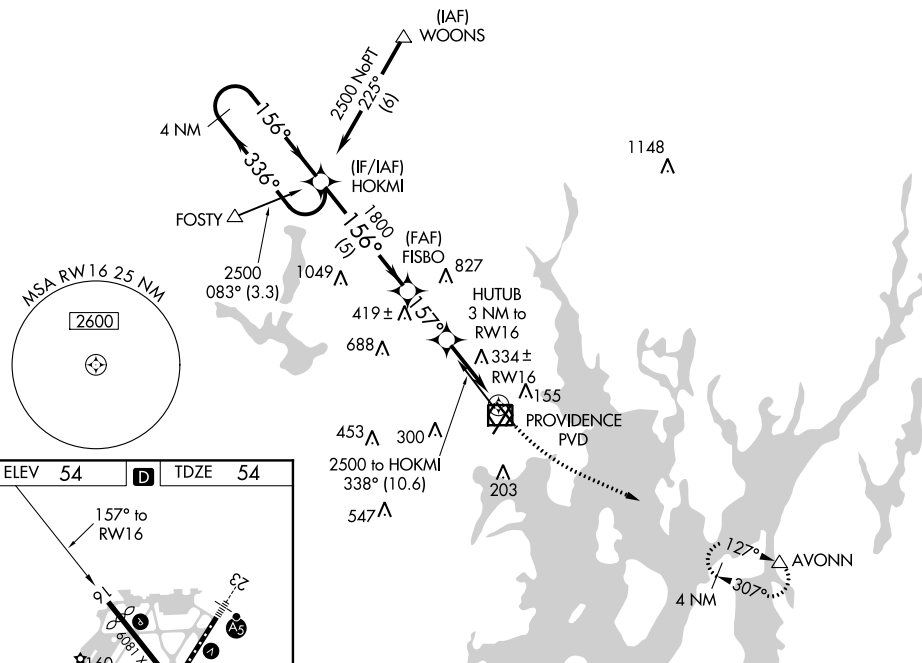 (IAF)
WOONS
2500 NoPT
225°
(6)
4 NM
156°
336°
(IF/IAF)
HOKMI
1148
FOSTY
1800
156°
(5)
(FAF)
FISBO
2500
083° (3.3)
1049
827
MSA RW16 25 NM
2600
419 ±
157°
HUTUB
3 NM to
RW16
688
334 ±
RW16
155
PROVIDENCE
PVD
453
300
2500 to HOKMI
338° (10.6)
203
547
ELEV 54 D TDZE 54
157° to
RW16
127°
AVONN
307°
4 NM
16
23
P
A5
V
6081 X